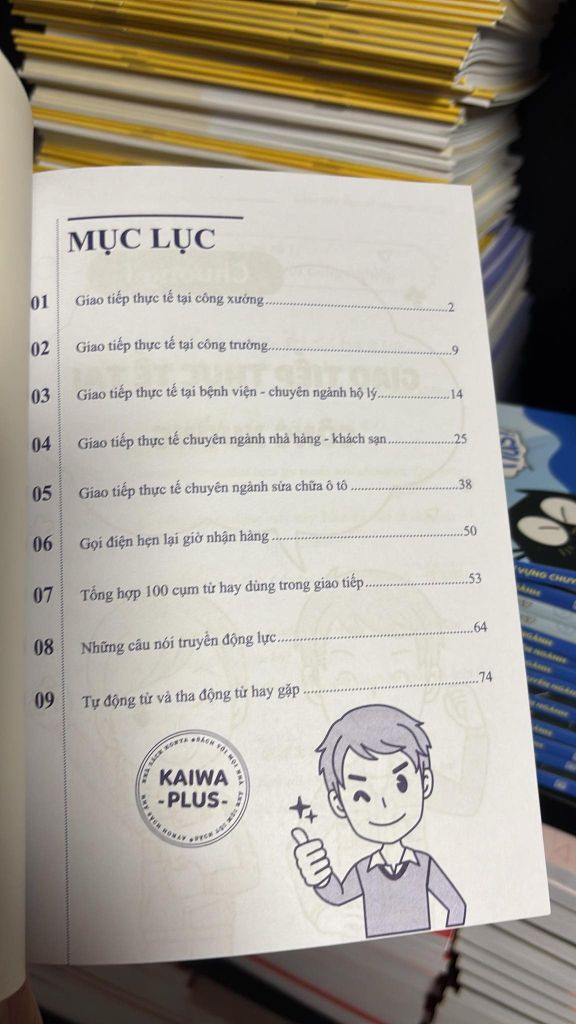 MỤC LỤC
01 Giao tiếp thực tế tại công xưởng........................................2
02 Giao tiếp thực tế tại công trường........................................9
03 Giao tiếp thực tế tại bệnh viện - chuyên ngành hộ lý....................14
04 Giao tiếp thực tế chuyên ngành nhà hàng - khách sạn....................25
05 Giao tiếp thực tế chuyên ngành sửa chữa ô tô ............................38
06 Gọi điện hẹn lại giờ nhận hàng ..................................................50
07 Tổng hợp 100 cụm từ hay dùng trong giao tiếp............................53
08 Những câu nói truyền động lực..................................................64
09 Tự động từ và tha động từ hay gặp ............................................74
KAIWA
-PLUS-